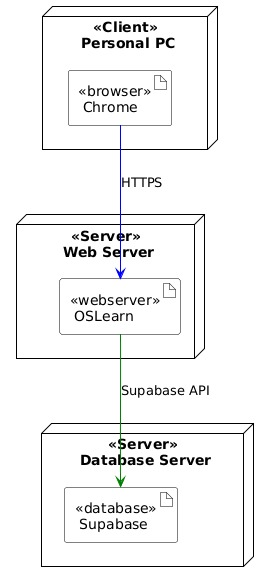 «Client»
Personal PC
«browser»
Chrome
HTTPS
«Server»
Web Server
«webserver»
OSLearn
Supabase API
«Server»
Database Server
«database»
Supabase